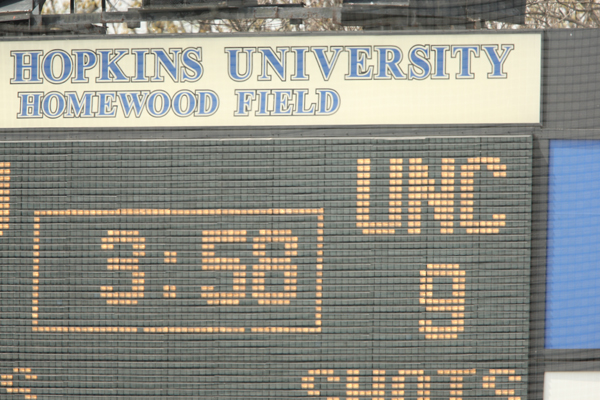 HOPKINS UNIVERSITY
HOMEWOOD FIELD
UNC
3:58
9
SHOTS